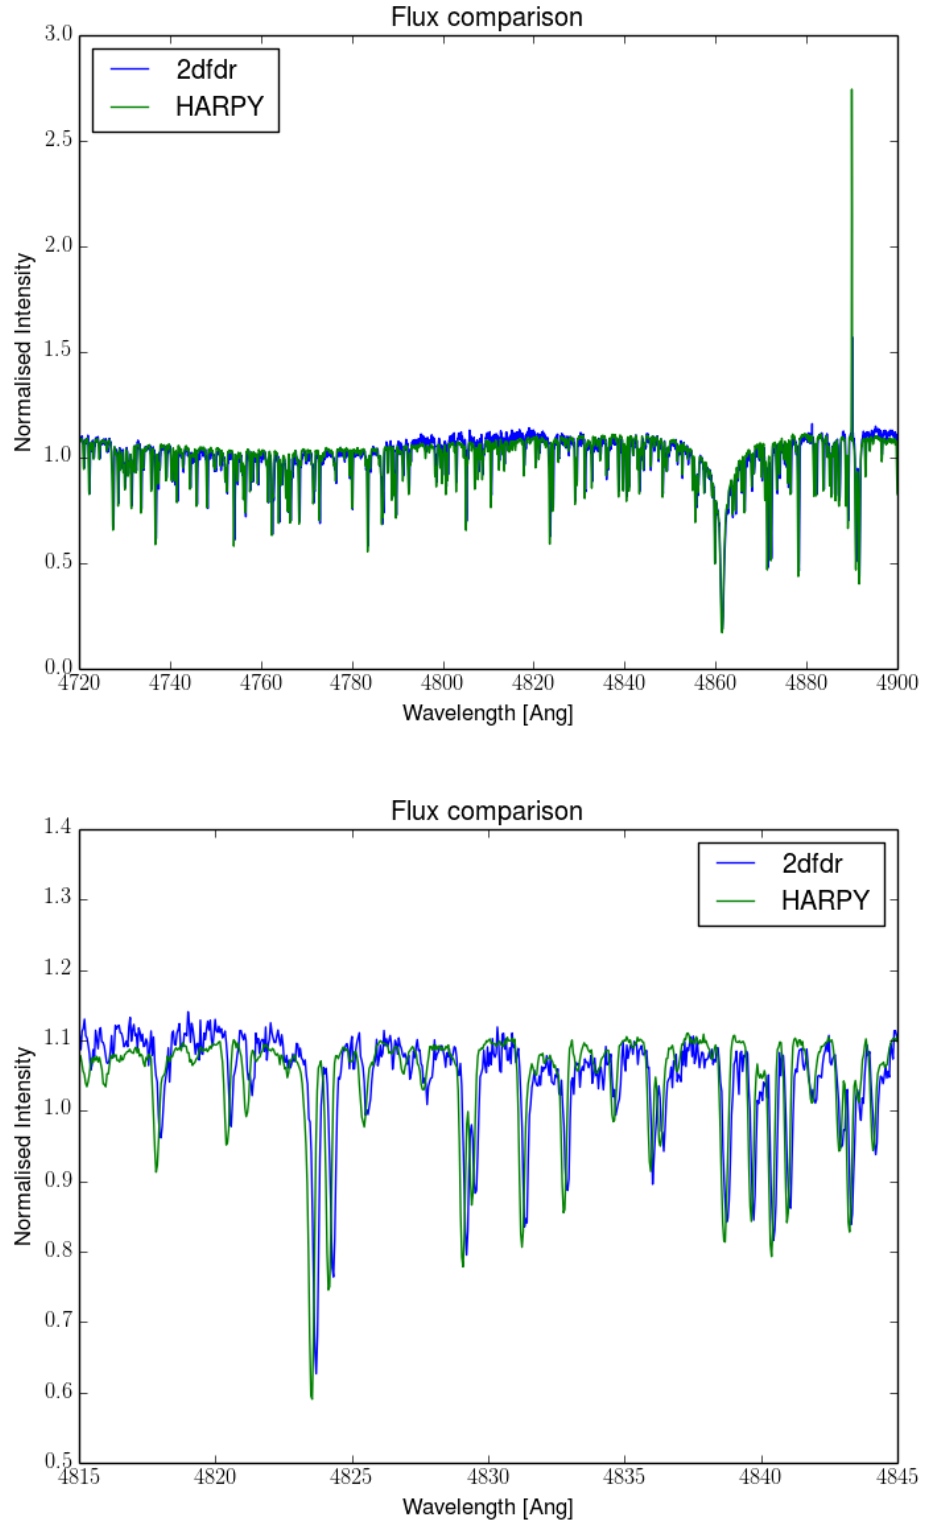 Flux comparison
3.0
2dfdr
HARPY
2.5
2.0
1.5
1.0
0.5
0.0
Normalised Intensity
4720 4740 4760 4780 4800 4820 4840 4860 4880 4900
Wavelength [Ang]
Flux comparison
1.4
2dfdr
HARPY
1.3
1.2
1.1
1.0
0.9
0.8
0.7
0.6
0.5
Normalised Intensity
4815 4820 4825 4830 4835 4840 4845
Wavelength [Ang]